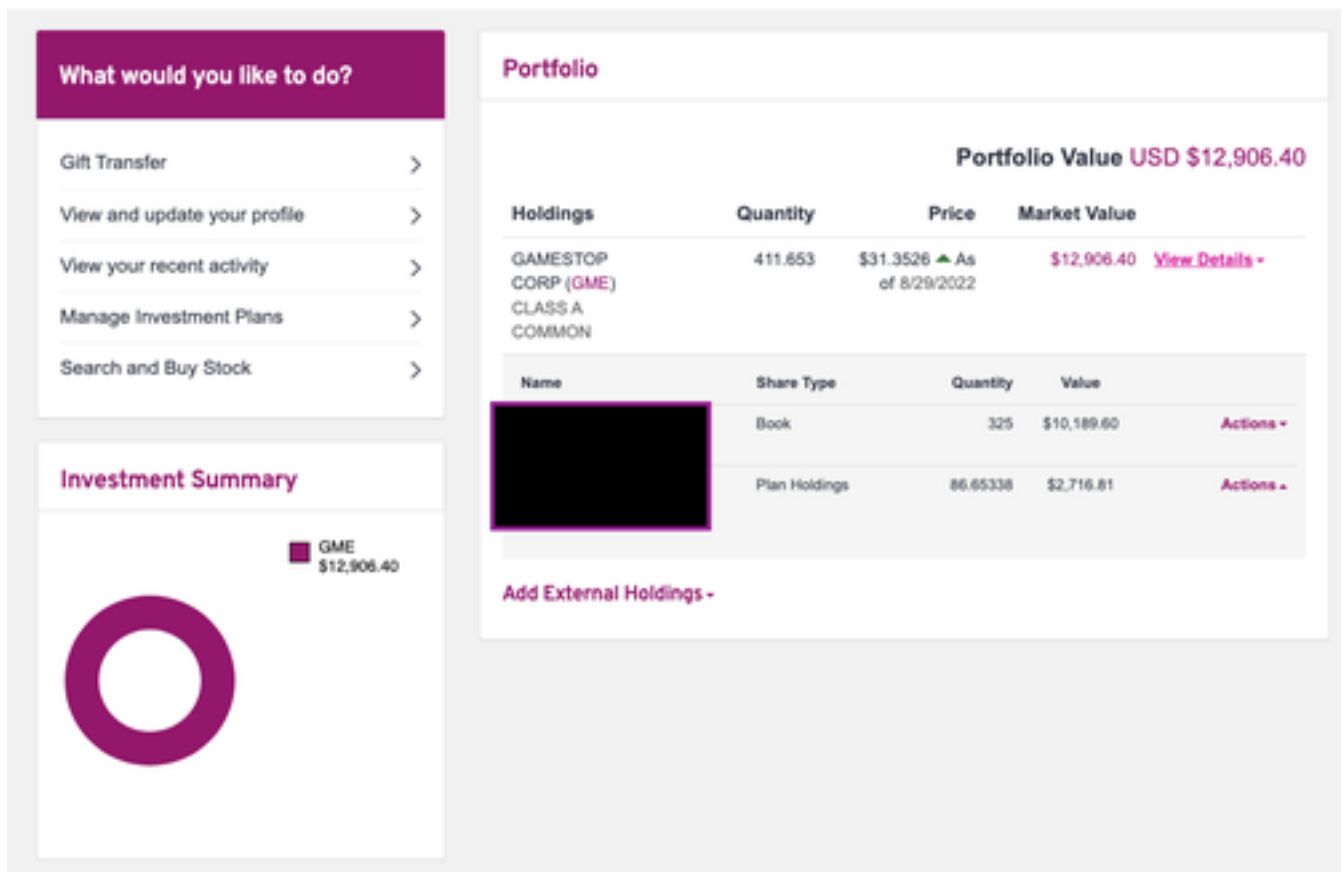 What would you like to do?
Gift Transfer
View and update your profile
View your recent activity
Manage Investment Plans
Search and Buy Stock
Investment Summary
GME
$12,906.40
Portfolio
Portfolio Value USD $12,906.40
Holdings Quantity Price Market Value
GAMESTOP 411.653 $31.3526 As $12,906.40 View Details
CORP (GME) of 8/29/2022
CLASS A
COMMON
Name Share Type Quantity Value
Book 325 $10,189.60 Actions
Plan Holdings 86.65338 $2,716.81 Actions
Add External Holdings